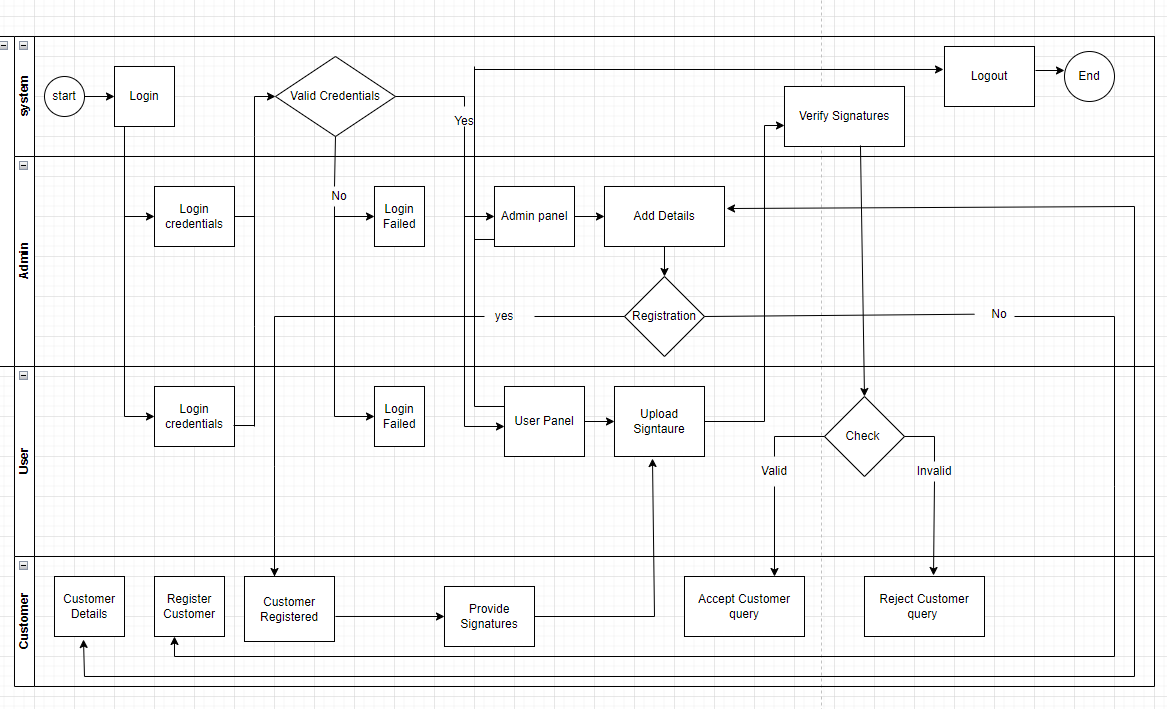 system
start
Login
Valid Credentials
Yes
Logout
End
Verify Signatures
Admin
Login
credentials
No
Login
Failed
Admin panel
Add Details
yes
Registration
No
User
Login
credentials
Login
Failed
User Panel
Upload
Signtaure
Check
Valid
Invalid
Customer
Customer
Details
Register
Customer
Customer
Registered
Provide
Signatures
Accept Customer
query
Reject Customer
query